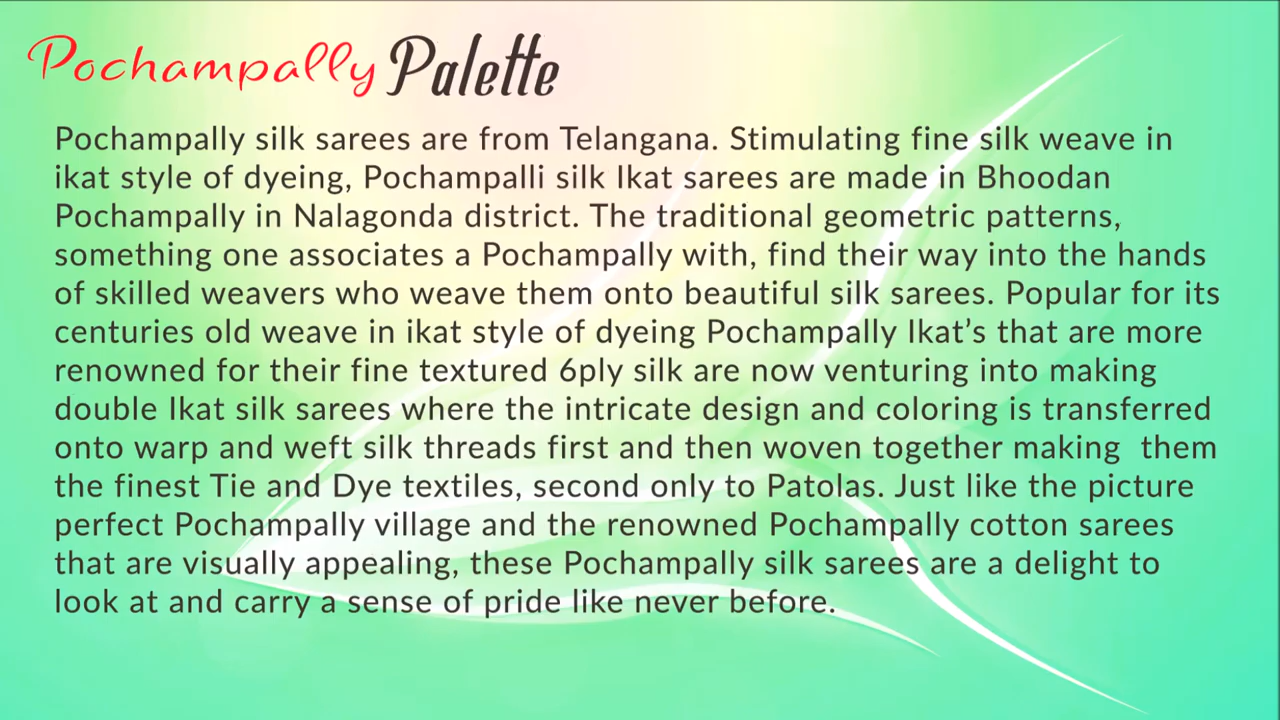 Pochampally Palette
Pochampally silk sarees are from Telangana. Stimulating fine silk weave in
ikat style of dyeing, Pochampalli silk Ikat sarees are made in Bhoodan
Pochampally in Nalagonda district. The traditional geometric patterns,
something one associates a Pochampally with, find their way into the hands
of skilled weavers who weave them onto beautiful silk sarees. Popular for its
centuries old weave in ikat style of dyeing Pochampally Ikat’s that are more
renowned for their fine textured 6ply silk are now venturing into making
double Ikat silk sarees where the intricate design and coloring is transferred
onto warp and weft silk threads first and then woven together making  them
the finest Tie and Dye textiles, second only to Patolas. Just like the picture
perfect Pochampally village and the renowned Pochampally cotton sarees
that are visually appealing, these Pochampally silk sarees are a delight to
look at and carry a sense of pride like never before.